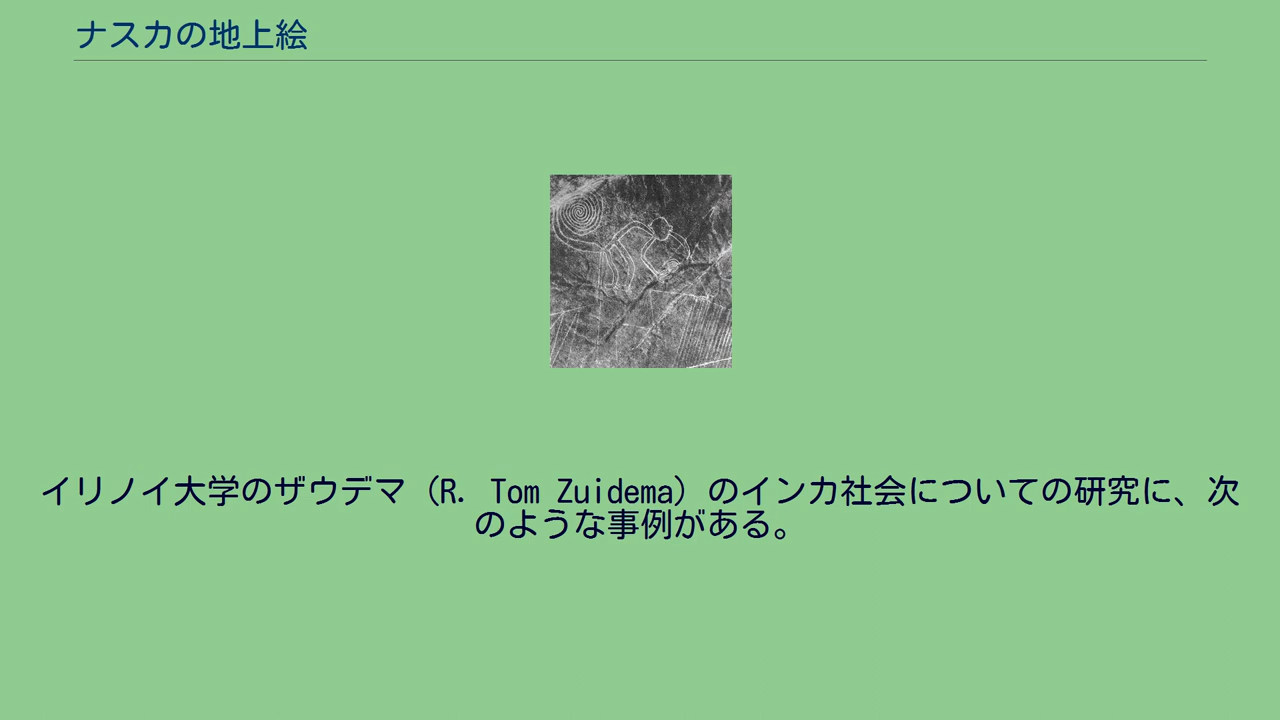 ナスカの地上絵
イリノイ大学のザウデマ（R. Tom Zuidema）のインカ社会についての研究に、次
のような事例がある。